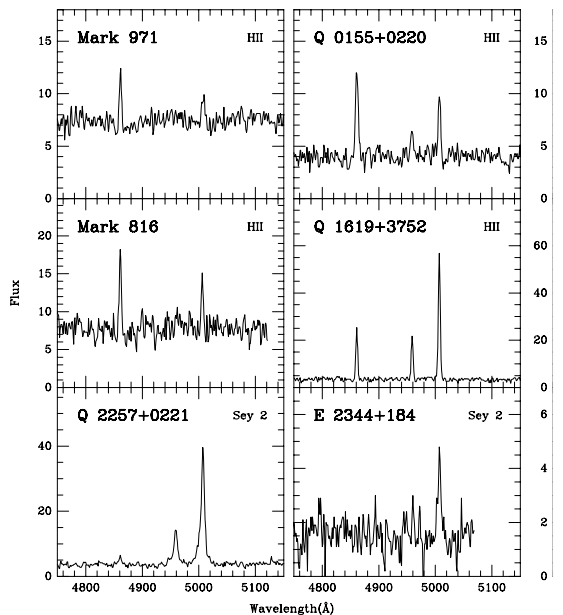 Mark 971 HII
Q 0155+0220 HII
15 10 5 0
15 10 5 0
Mark 816 HII
Q 1619+3752 HII
20 15 10 5 0
60 40 20 0
Flux
Q 2257+0221 Sey 2
E 2344+184 Sey 2
40 20 0
6 4 2 0
4800 4900 5000 5100
4800 4900 5000 5100
Wavelength(Å)